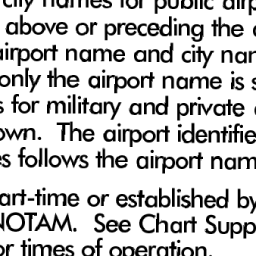 city names for public airp
above or preceding the
airport name and city nar
only the airport name is s
for military and private
own. The airport identifie
follows the airport nam
art-time or established by
NOTAM. See Chart Supp
or times of operation.